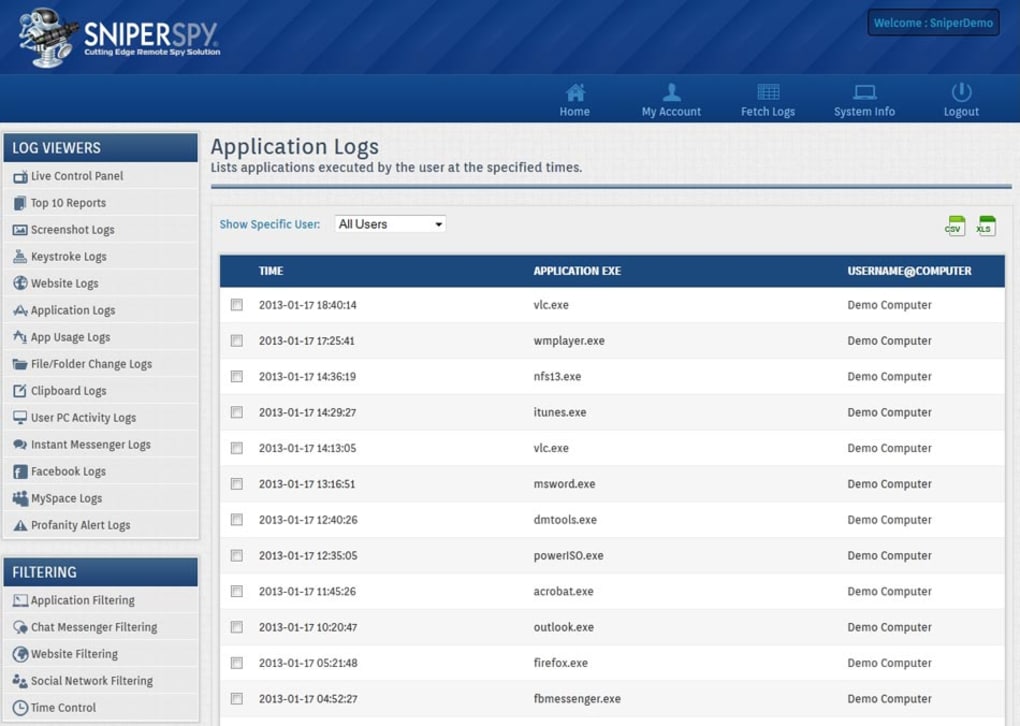 SNIPERSPY
Cutting Edge Remote Spy Solution
Welcome : SniperDemo
Home
My Account
Fetch Logs
System Info
Logout
LOG VIEWERS
Live Control Panel
Top 10 Reports
Screenshot Logs
Keystroke Logs
Website Logs
Application Logs
App Usage Logs
File/Folder Change Logs
Clipboard Logs
User PC Activity Logs
Instant Messenger Logs
Facebook Logs
MySpace Logs
Profanity Alert Logs
FILTERING
Application Filtering
Chat Messenger Filtering
Website Filtering
Social Network Filtering
Time Control
Application Logs
Lists applications executed by the user at the specified times.
Show Specific User: All Users
CSV XLS
TIME APPLICATION EXE USERNAME@COMPUTER
2013-01-17 18:40:14 vlc.exe Demo Computer
2013-01-17 17:25:41 wmplayer.exe Demo Computer
2013-01-17 14:36:19 nfs13.exe Demo Computer
2013-01-17 14:29:27 itunes.exe Demo Computer
2013-01-17 14:13:05 vlc.exe Demo Computer
2013-01-17 13:16:51 msword.exe Demo Computer
2013-01-17 12:40:26 dmtools.exe Demo Computer
2013-01-17 12:35:05 powerISO.exe Demo Computer
2013-01-17 11:45:26 acrobat.exe Demo Computer
2013-01-17 10:20:47 outlook.exe Demo Computer
2013-01-17 05:21:48 firefox.exe Demo Computer
2013-01-17 04:52:27 fbmessenger.exe Demo Computer